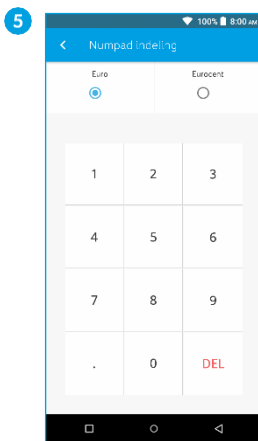 5
100% 8:00 AM
Numpad indeling
Euro Eurocent
1 2 3
4 5 6
7 8 9
. 0 DEL